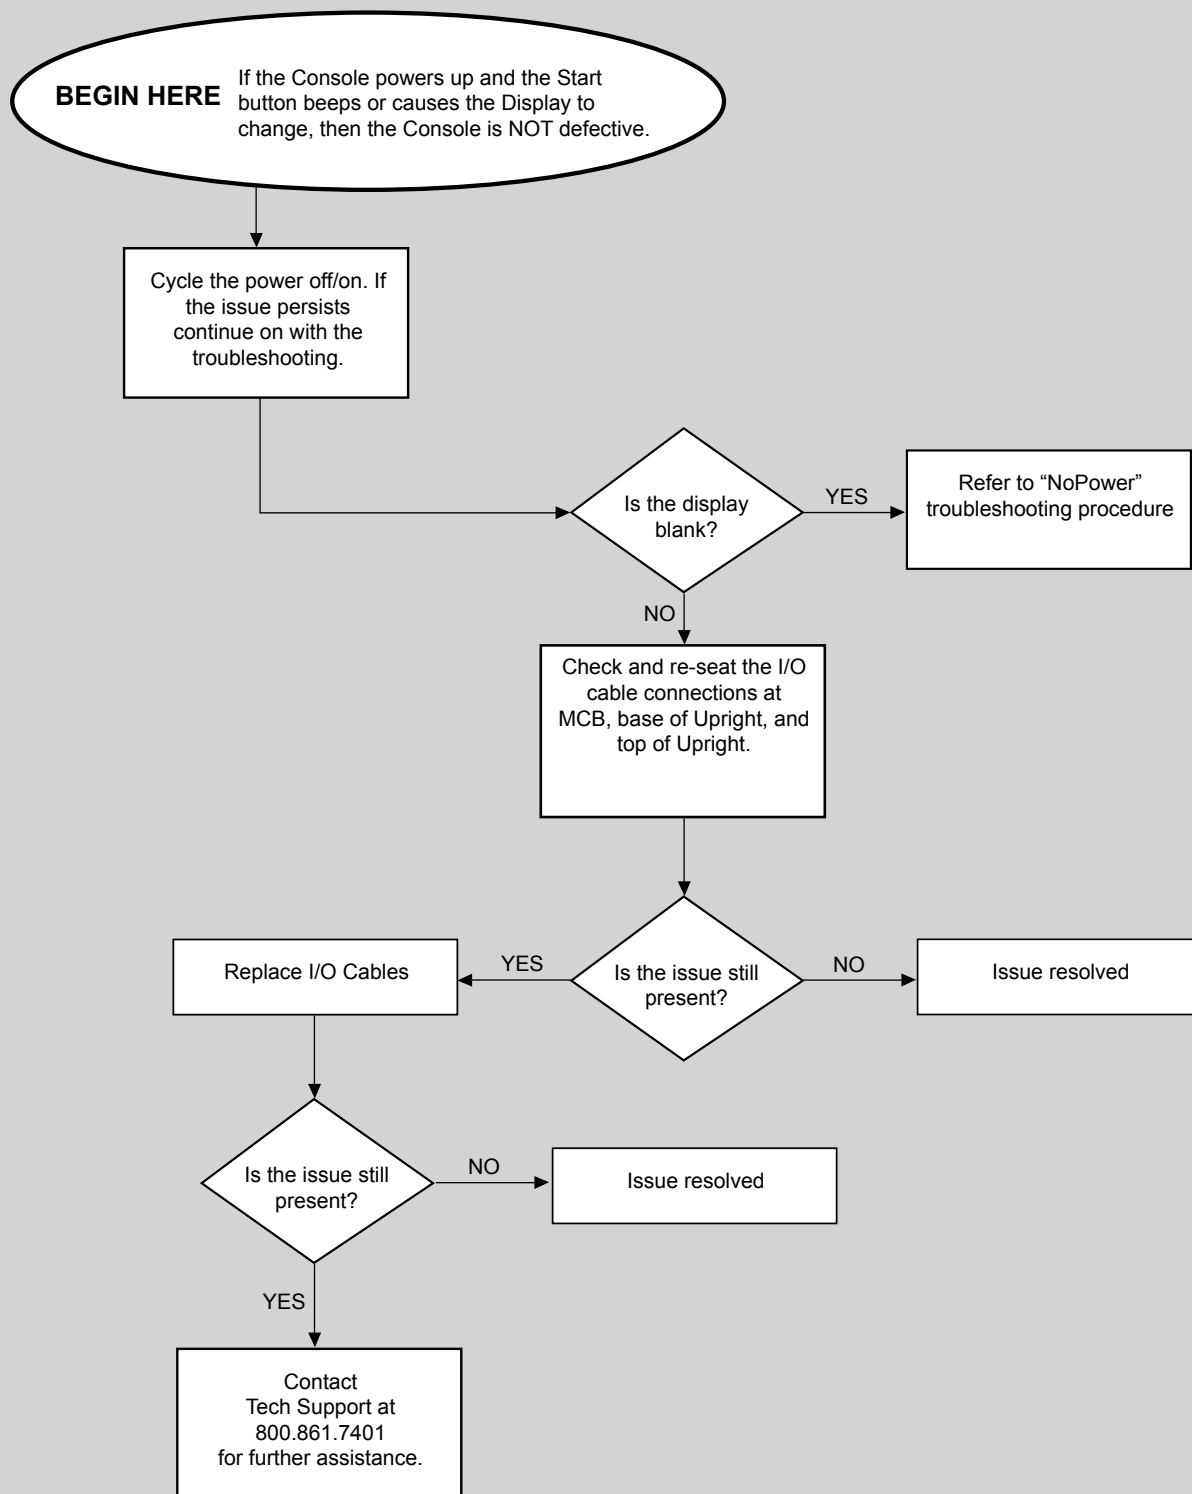 BEGIN HERE
If the Console powers up and the Start
button beeps or causes the Display to
change, then the Console is NOT defective.
Cycle the power off/on. If
the issue persists
continue on with the
troubleshooting.
Is the display
blank?
YES
Refer to “NoPower”
troubleshooting procedure
NO
Check and re-seat the I/O
cable connections at
MCB, base of Upright, and
top of Upright.
Is the issue still
present?
NO
Issue resolved
YES
Replace I/O Cables
Is the issue still
present?
NO
Issue resolved
YES
Contact
Tech Support at
800.861.7401
for further assistance.